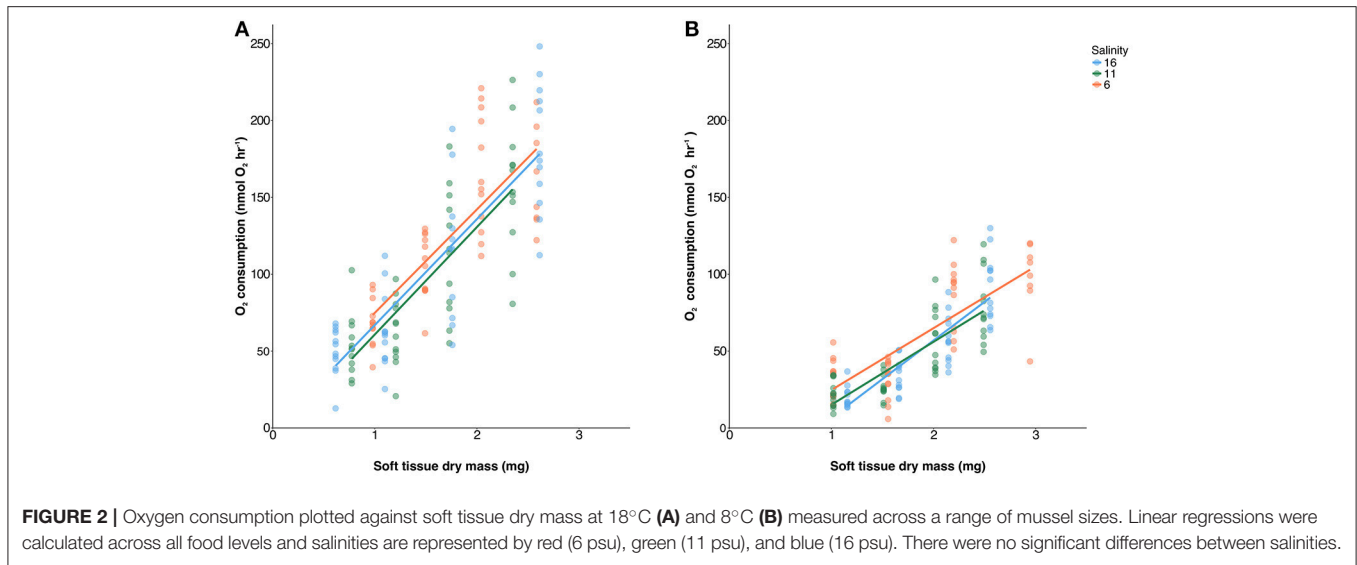 A
B
250
200
150
100
50
0
O₂ consumption (nmol O₂ hr⁻¹)
0 1 2 3
Soft tissue dry mass (mg)
250
200
150
100
50
0
O₂ consumption (nmol O₂ hr⁻¹)
0 1 2 3
Soft tissue dry mass (mg)
Salinity
16
11
6
FIGURE 2 | Oxygen consumption plotted against soft tissue dry mass at 18°C (A) and 8°C (B) measured across a range of mussel sizes. Linear regressions were
calculated across all food levels and salinities are represented by red (6 psu), green (11 psu), and blue (16 psu). There were no significant differences between salinities.